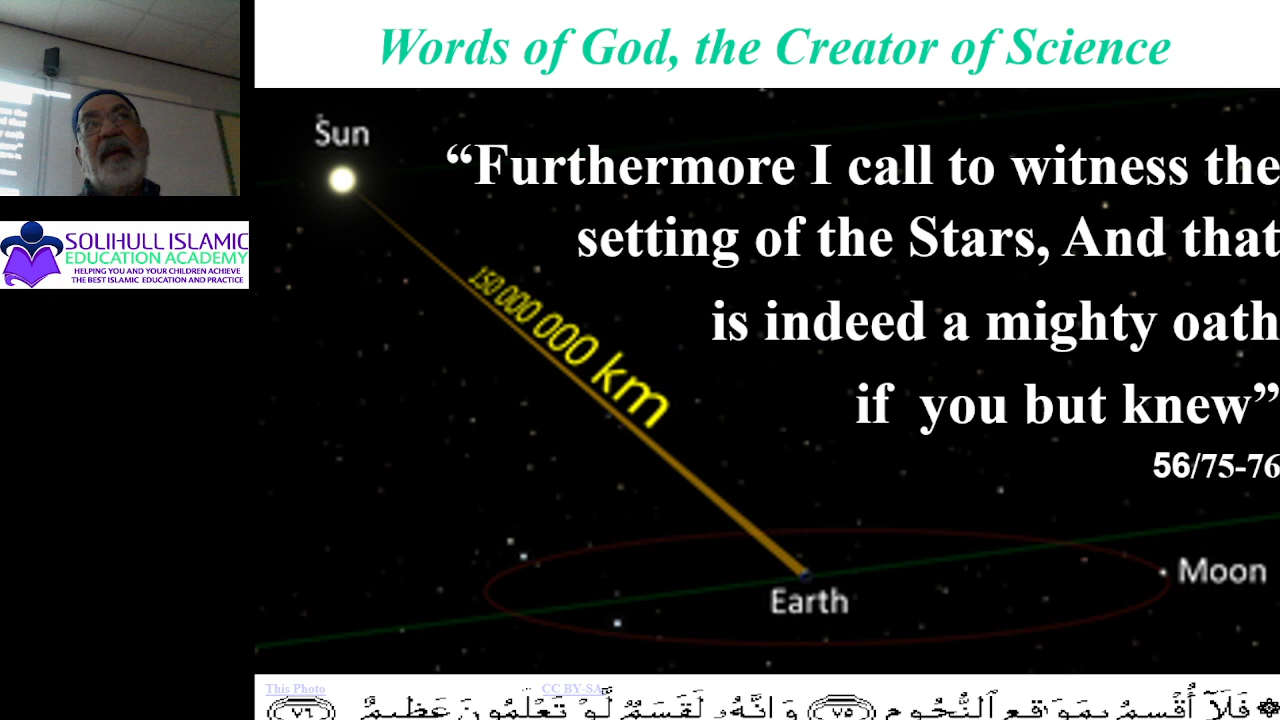 Words of God, the Creator of Science
SOLIHULL ISLAMIC
EDUCATION ACADEMY
HELPING YOU AND YOUR CHILDREN ACHIEVE
THE BEST ISLAMIC EDUCATION AND PRACTICE
Sun
“Furthermore I call to witness the
setting of the Stars, And that
is indeed a mighty oath
if you but knew”
56/75-76
150 000 000 km
Moon
Earth
This Photo
CC BY-SA
۞ فَلَآ أُقْسِمُ بِمَوَٰقِعِ ٱلنُّجُومِ ٧٥ وَإِنَّهُۥ لَقَسَمٌ لَّوْ تَعْلَمُونَ عَظِيمٌ ٧٦